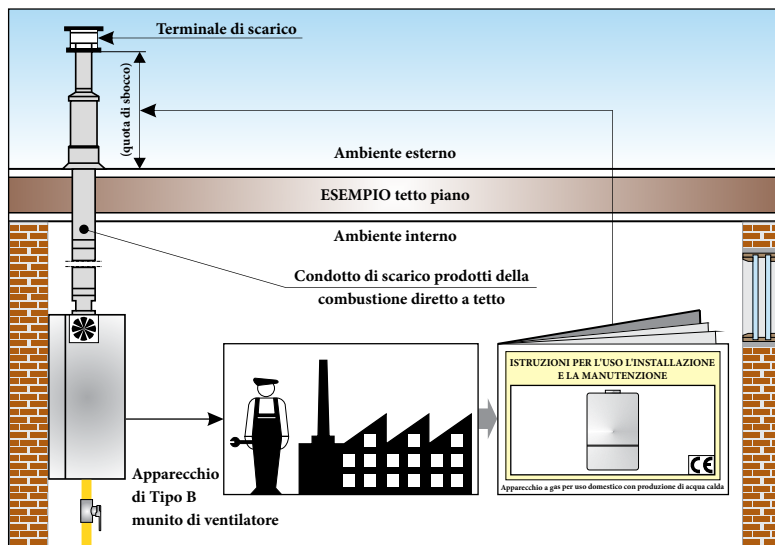 Terminale di scarico
(quota di sbocco)
Ambiente esterno
ESEMPIO tetto piano
Ambiente interno
Condotto di scarico prodotti della
combustione diretto a tetto
ISTRUZIONI PER L'USO L'INSTALLAZIONE
E LA MANUTENZIONE
CE
Apparecchio a gas per uso domestico con produzione di acqua calda
Apparecchio
di Tipo B
munito di ventilatore